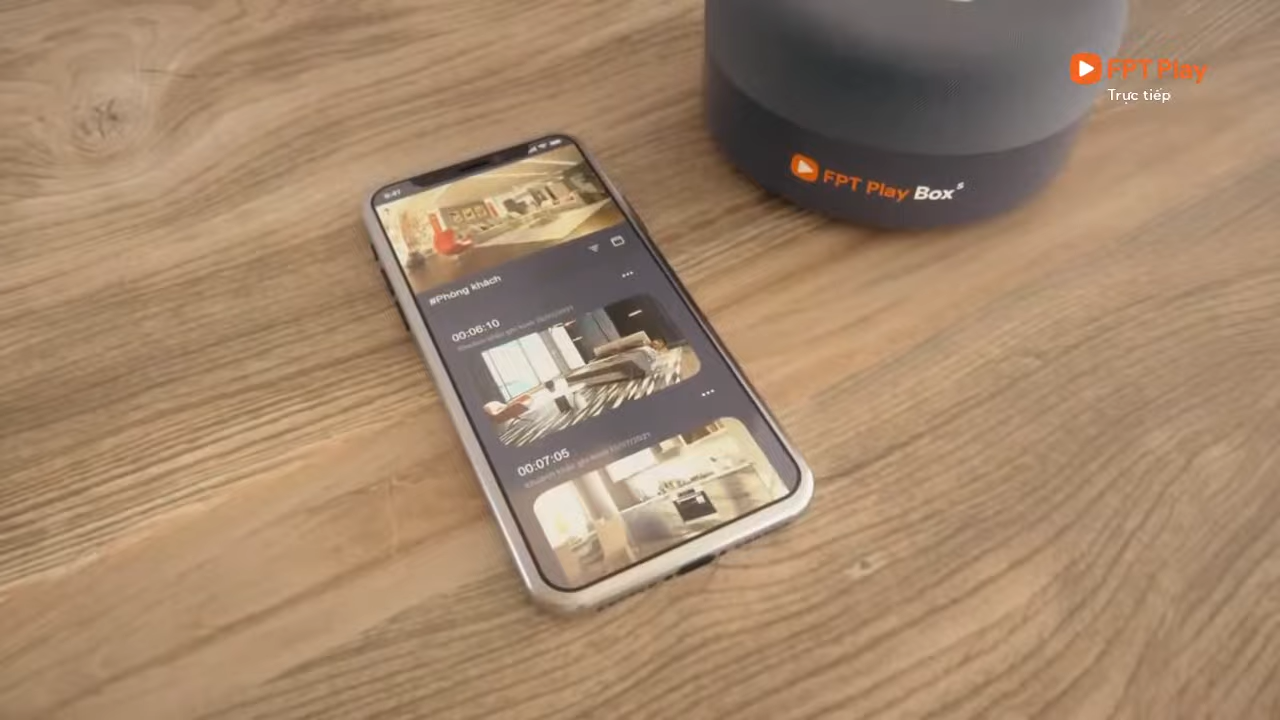 FPT Play
Trực tiếp
FPT Play Box S
#Phòng khách
00:06:10
00:07:05